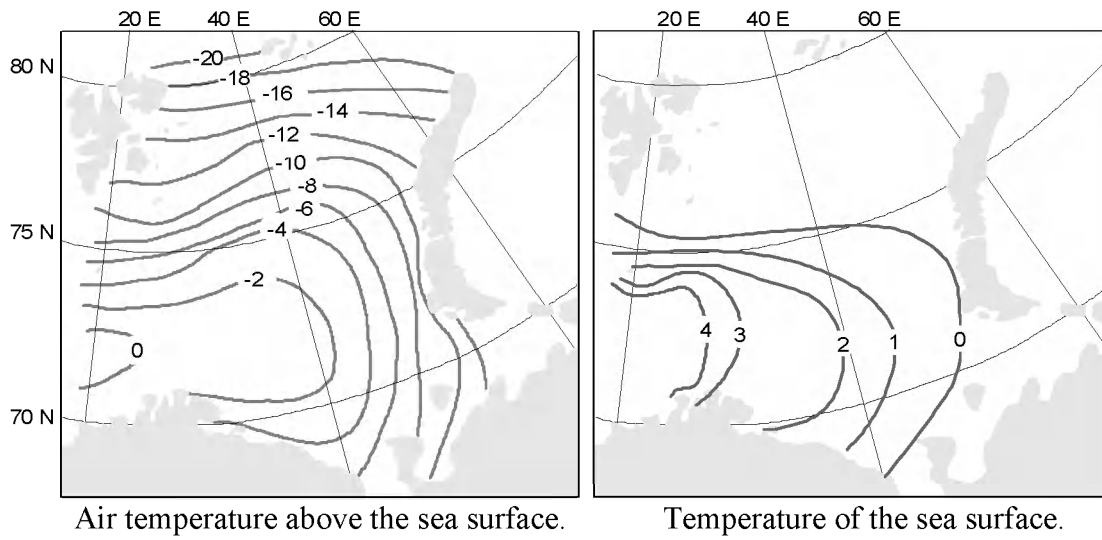 20 E 40 E 60 E 20 E 40 E 60 E
80 N
75 N
70 N
-20
-18
-16
-14
-12
-10
-8
-6
-4
-2
0
4 3 2 1 0
Air temperature above the sea surface. Temperature of the sea surface.